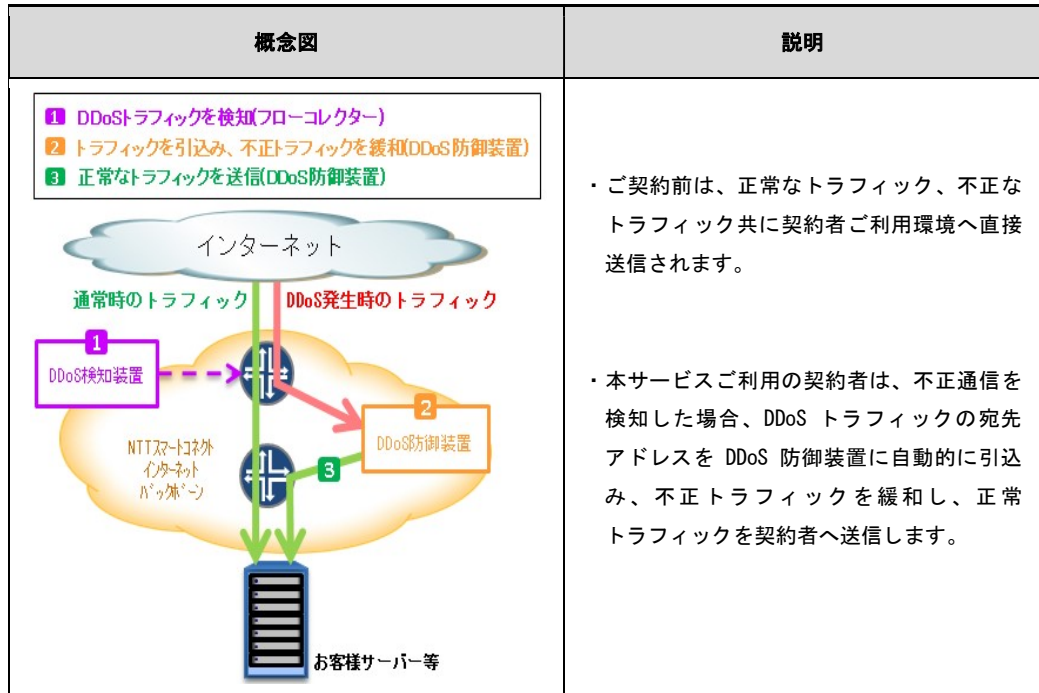 概念図
説明
1 DDoSトラフィックを検知(フローコレクター)
2 トラフィックを引込み、不正トラフィックを緩和(DDoS防御装置)
3 正常なトラフィックを送信(DDoS防御装置)
インターネット
通常時のトラフィック
DDoS発生時のトラフィック
1
DDoS検知装置
2
DDoS防御装置
NTTスマートコネクト
インターネット
バックボーン
3
お客様サーバー等
・ご契約前は、正常なトラフィック、不正な
トラフィック共に契約者ご利用環境へ直接
送信されます。
・本サービスご利用の契約者は、不正通信を
検知した場合、DDoS トラフィックの宛先
アドレスを DDoS 防御装置に自動的に引込
み、不正トラフィックを緩和し、正常
トラフィックを契約者へ送信します。